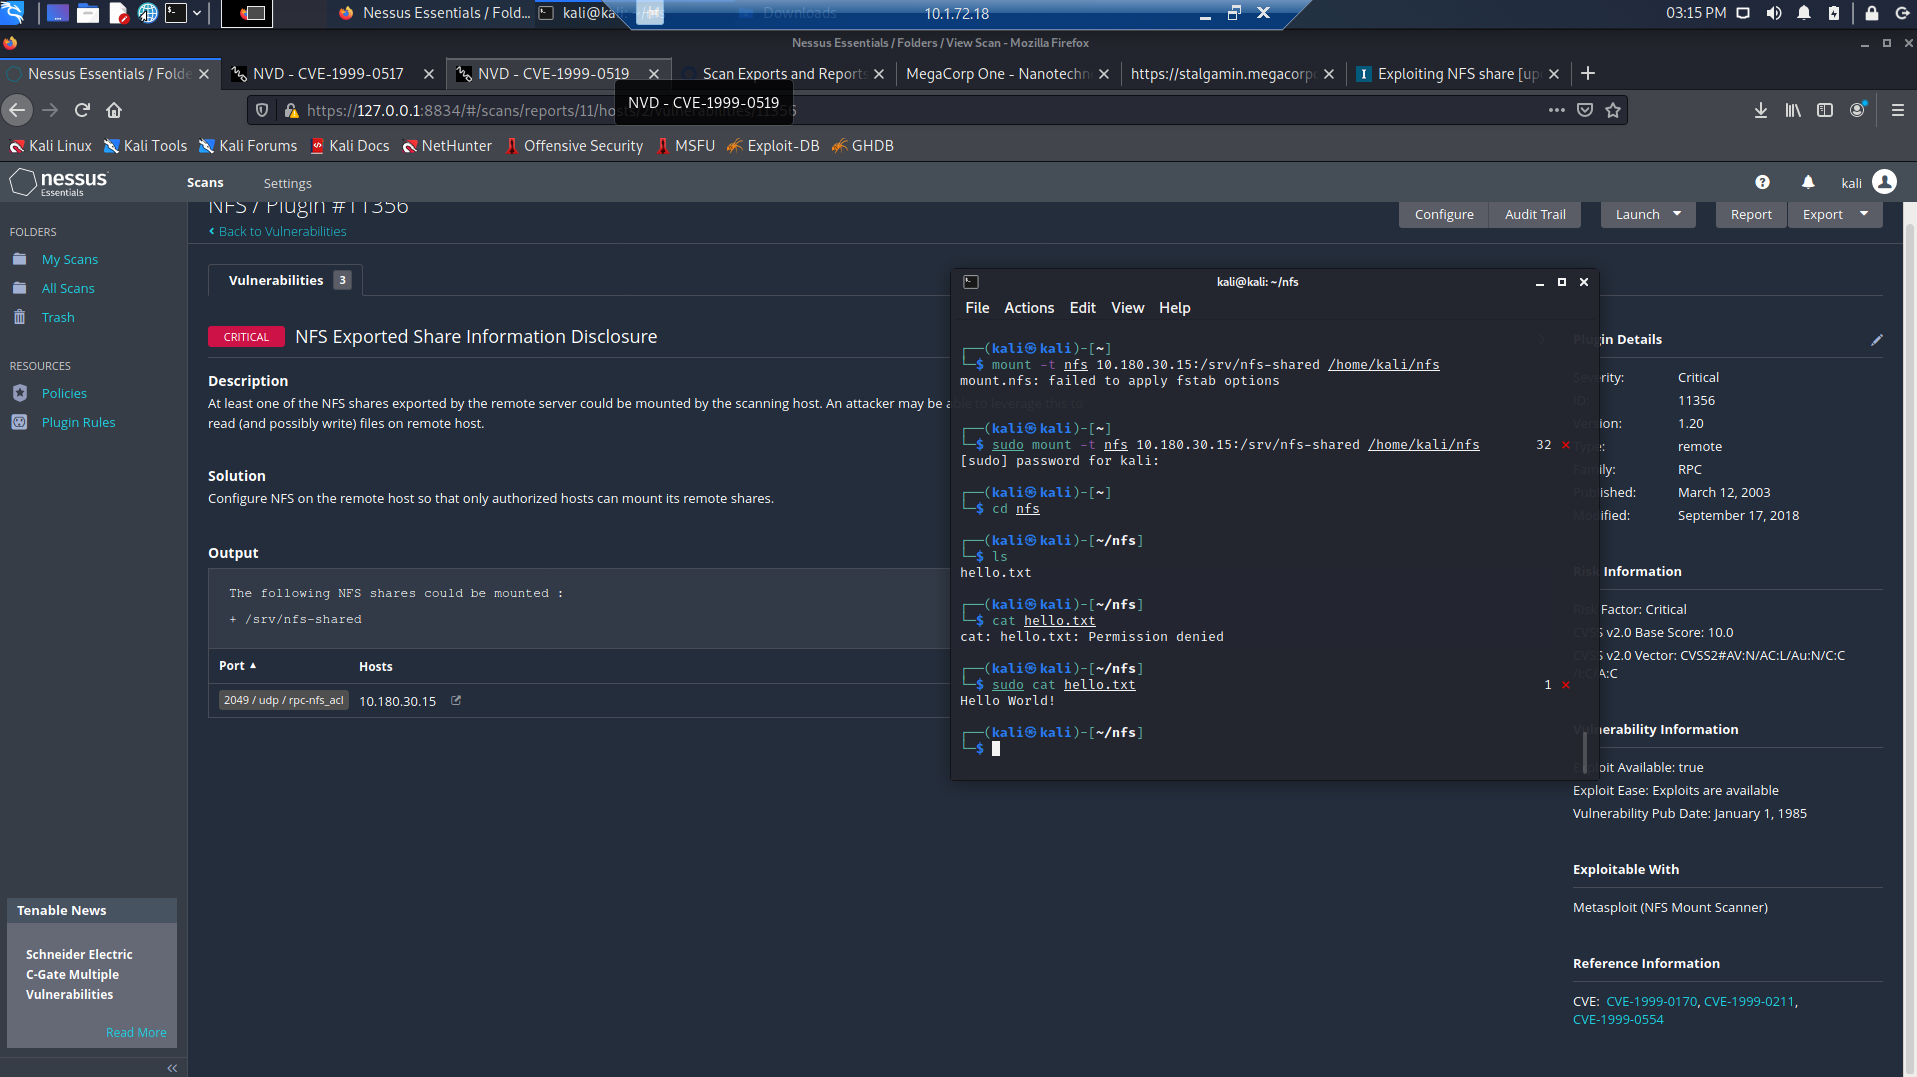 Nessus Essentials / Fold...
kali@kali: ~/nfs
Downloads
10.1.72.18
03:15 PM
Nessus Essentials / Folders / View Scan - Mozilla Firefox
Nessus Essentials / Folde
NVD - CVE-1999-0517
NVD - CVE-1999-0519
Scan Exports and Reports
MegaCorp One - Nanotechn
https://stalgamin.megacorpo
Exploiting NFS share [up
NVD - CVE-1999-0519
https://127.0.0.1:8834/#/scans/reports/11/hosts/2/vulnerabilities/11356
Kali Linux
Kali Tools
Kali Forums
Kali Docs
NetHunter
Offensive Security
MSFU
Exploit-DB
GHDB
nessus
Essentials
Scans
Settings
kali
FOLDERS
My Scans
All Scans
Trash
RESOURCES
Policies
Plugin Rules
Tenable News
Schneider Electric
C-Gate Multiple
Vulnerabilities
Read More
NFS / Plugin #11356
Back to Vulnerabilities
Configure
Audit Trail
Launch
Report
Export
Vulnerabilities 3
CRITICAL NFS Exported Share Information Disclosure
Description
At least one of the NFS shares exported by the remote server could be mounted by the scanning host. An attacker may be able to leverage this to
read (and possibly write) files on remote host.
Solution
Configure NFS on the remote host so that only authorized hosts can mount its remote shares.
Output
The following NFS shares could be mounted :
+ /srv/nfs-shared
Port Hosts
2049 / udp / rpc-nfs_acl 10.180.30.15
kali@kali: ~/nfs
File Actions Edit View Help
┌──(kali㉿kali)-[~]
└─$ mount -t nfs 10.180.30.15:/srv/nfs-shared /home/kali/nfs
mount.nfs: failed to apply fstab options
┌──(kali㉿kali)-[~]
└─$ sudo mount -t nfs 10.180.30.15:/srv/nfs-shared /home/kali/nfs 32 ⨯
[sudo] password for kali:
┌──(kali㉿kali)-[~]
└─$ cd nfs
┌──(kali㉿kali)-[~/nfs]
└─$ ls
hello.txt
┌──(kali㉿kali)-[~/nfs]
└─$ cat hello.txt
cat: hello.txt: Permission denied
┌──(kali㉿kali)-[~/nfs]
└─$ sudo cat hello.txt 1 ⨯
Hello World!
┌──(kali㉿kali)-[~/nfs]
└─$
Plugin Details
Severity: Critical
ID: 11356
Version: 1.20
Type: remote
Family: RPC
Published: March 12, 2003
Modified: September 17, 2018
Risk Information
Risk Factor: Critical
CVSS v2.0 Base Score: 10.0
CVSS v2.0 Vector: CVSS2#AV:N/AC:L/Au:N/C:C
/I:C/A:C
Vulnerability Information
Exploit Available: true
Exploit Ease: Exploits are available
Vulnerability Pub Date: January 1, 1985
Exploitable With
Metasploit (NFS Mount Scanner)
Reference Information
CVE: CVE-1999-0170, CVE-1999-0211,
CVE-1999-0554